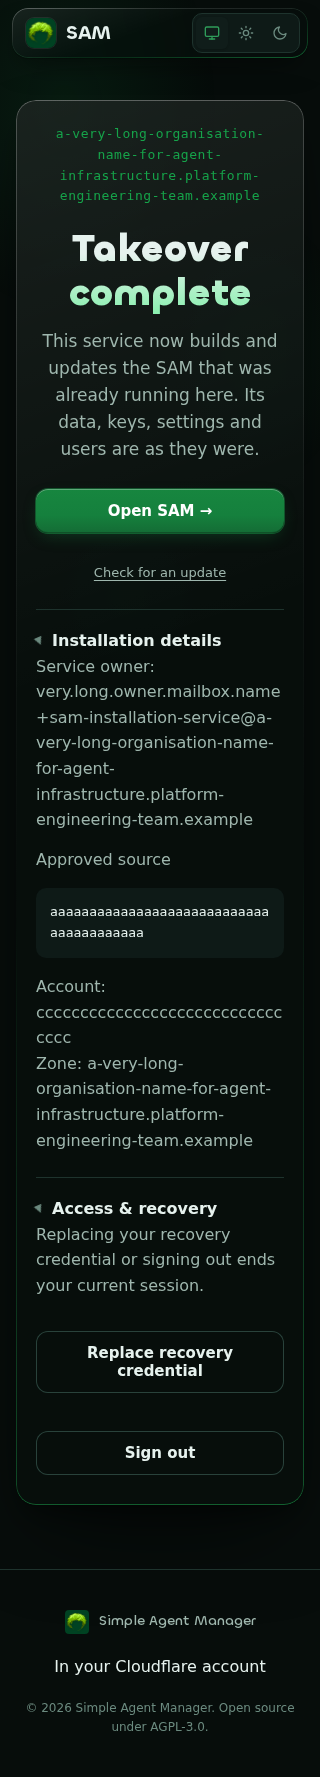 SAM
a-very-long-organisation-
name-for-agent-
infrastructure.platform-
engineering-team.example
Takeover
complete
This service now builds and
updates the SAM that was
already running here. Its
data, keys, settings and
users are as they were.
Open SAM →
Check for an update
Installation details
Service owner:
very.long.owner.mailbox.name
+sam-installation-service@a-
very-long-organisation-name-
for-agent-
infrastructure.platform-
engineering-team.example
Approved source
aaaaaaaaaaaaaaaaaaaaaaaaaaaa
aaaaaaaaaaaa
Account:
cccccccccccccccccccccccccccc
cccc
Zone: a-very-long-
organisation-name-for-agent-
infrastructure.platform-
engineering-team.example
Access & recovery
Replacing your recovery
credential or signing out ends
your current session.
Replace recovery
credential
Sign out
Simple Agent Manager
In your Cloudflare account
© 2026 Simple Agent Manager. Open source
under AGPL-3.0.